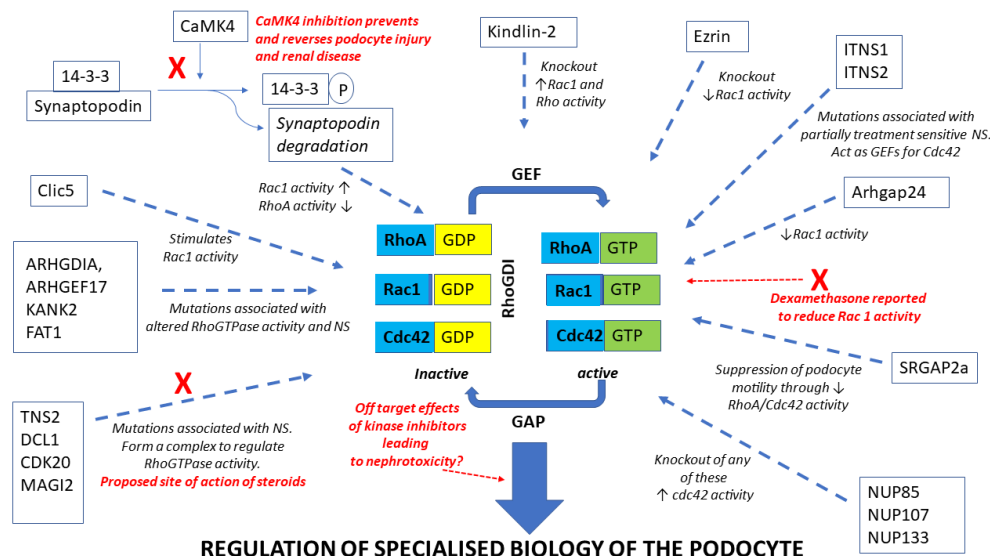 CaMK4
CaMK4 inhibition prevents
and reverses podocyte injury
and renal disease
X
14-3-3
Synaptopodin
14-3-3
P
Synaptopodin
degradation
Rac1 activity ↑
RhoA activity ↓
Kindlin-2
Knockout
↑Rac1 and
Rho activity
Ezrin
Knockout
↓Rac1 activity
ITNS1
ITNS2
Mutations associated with
partially treatment sensitive NS.
Act as GEFs for Cdc42
Clic5
Stimulates
Rac1 activity
ARHGDIA,
ARHGEF17
KANK2
FAT1
Mutations associated with
altered RhoGTPase activity and NS
X
TNS2
DCL1
CDK20
MAGI2
Mutations associated with NS.
Form a complex to regulate
RhoGTPase activity.
Proposed site of action of steroids
GEF
RhoA GDP
Rac1 GDP
Cdc42 GDP
Inactive
RhoGDI
RhoA GTP
Rac1 GTP
Cdc42 GTP
active
GAP
Arhgap24
↓Rac1 activity
X
Dexamethasone reported
to reduce Rac 1 activity
SRGAP2a
Suppression of podocyte
motility through ↓
RhoA/Cdc42 activity
NUP85
NUP107
NUP133
Knockout of any
of these
↑ cdc42 activity
Off target effects
of kinase inhibitors
leading
to nephrotoxicity?
REGULATION OF SPECIALISED BIOLOGY OF THE PODOCYTE